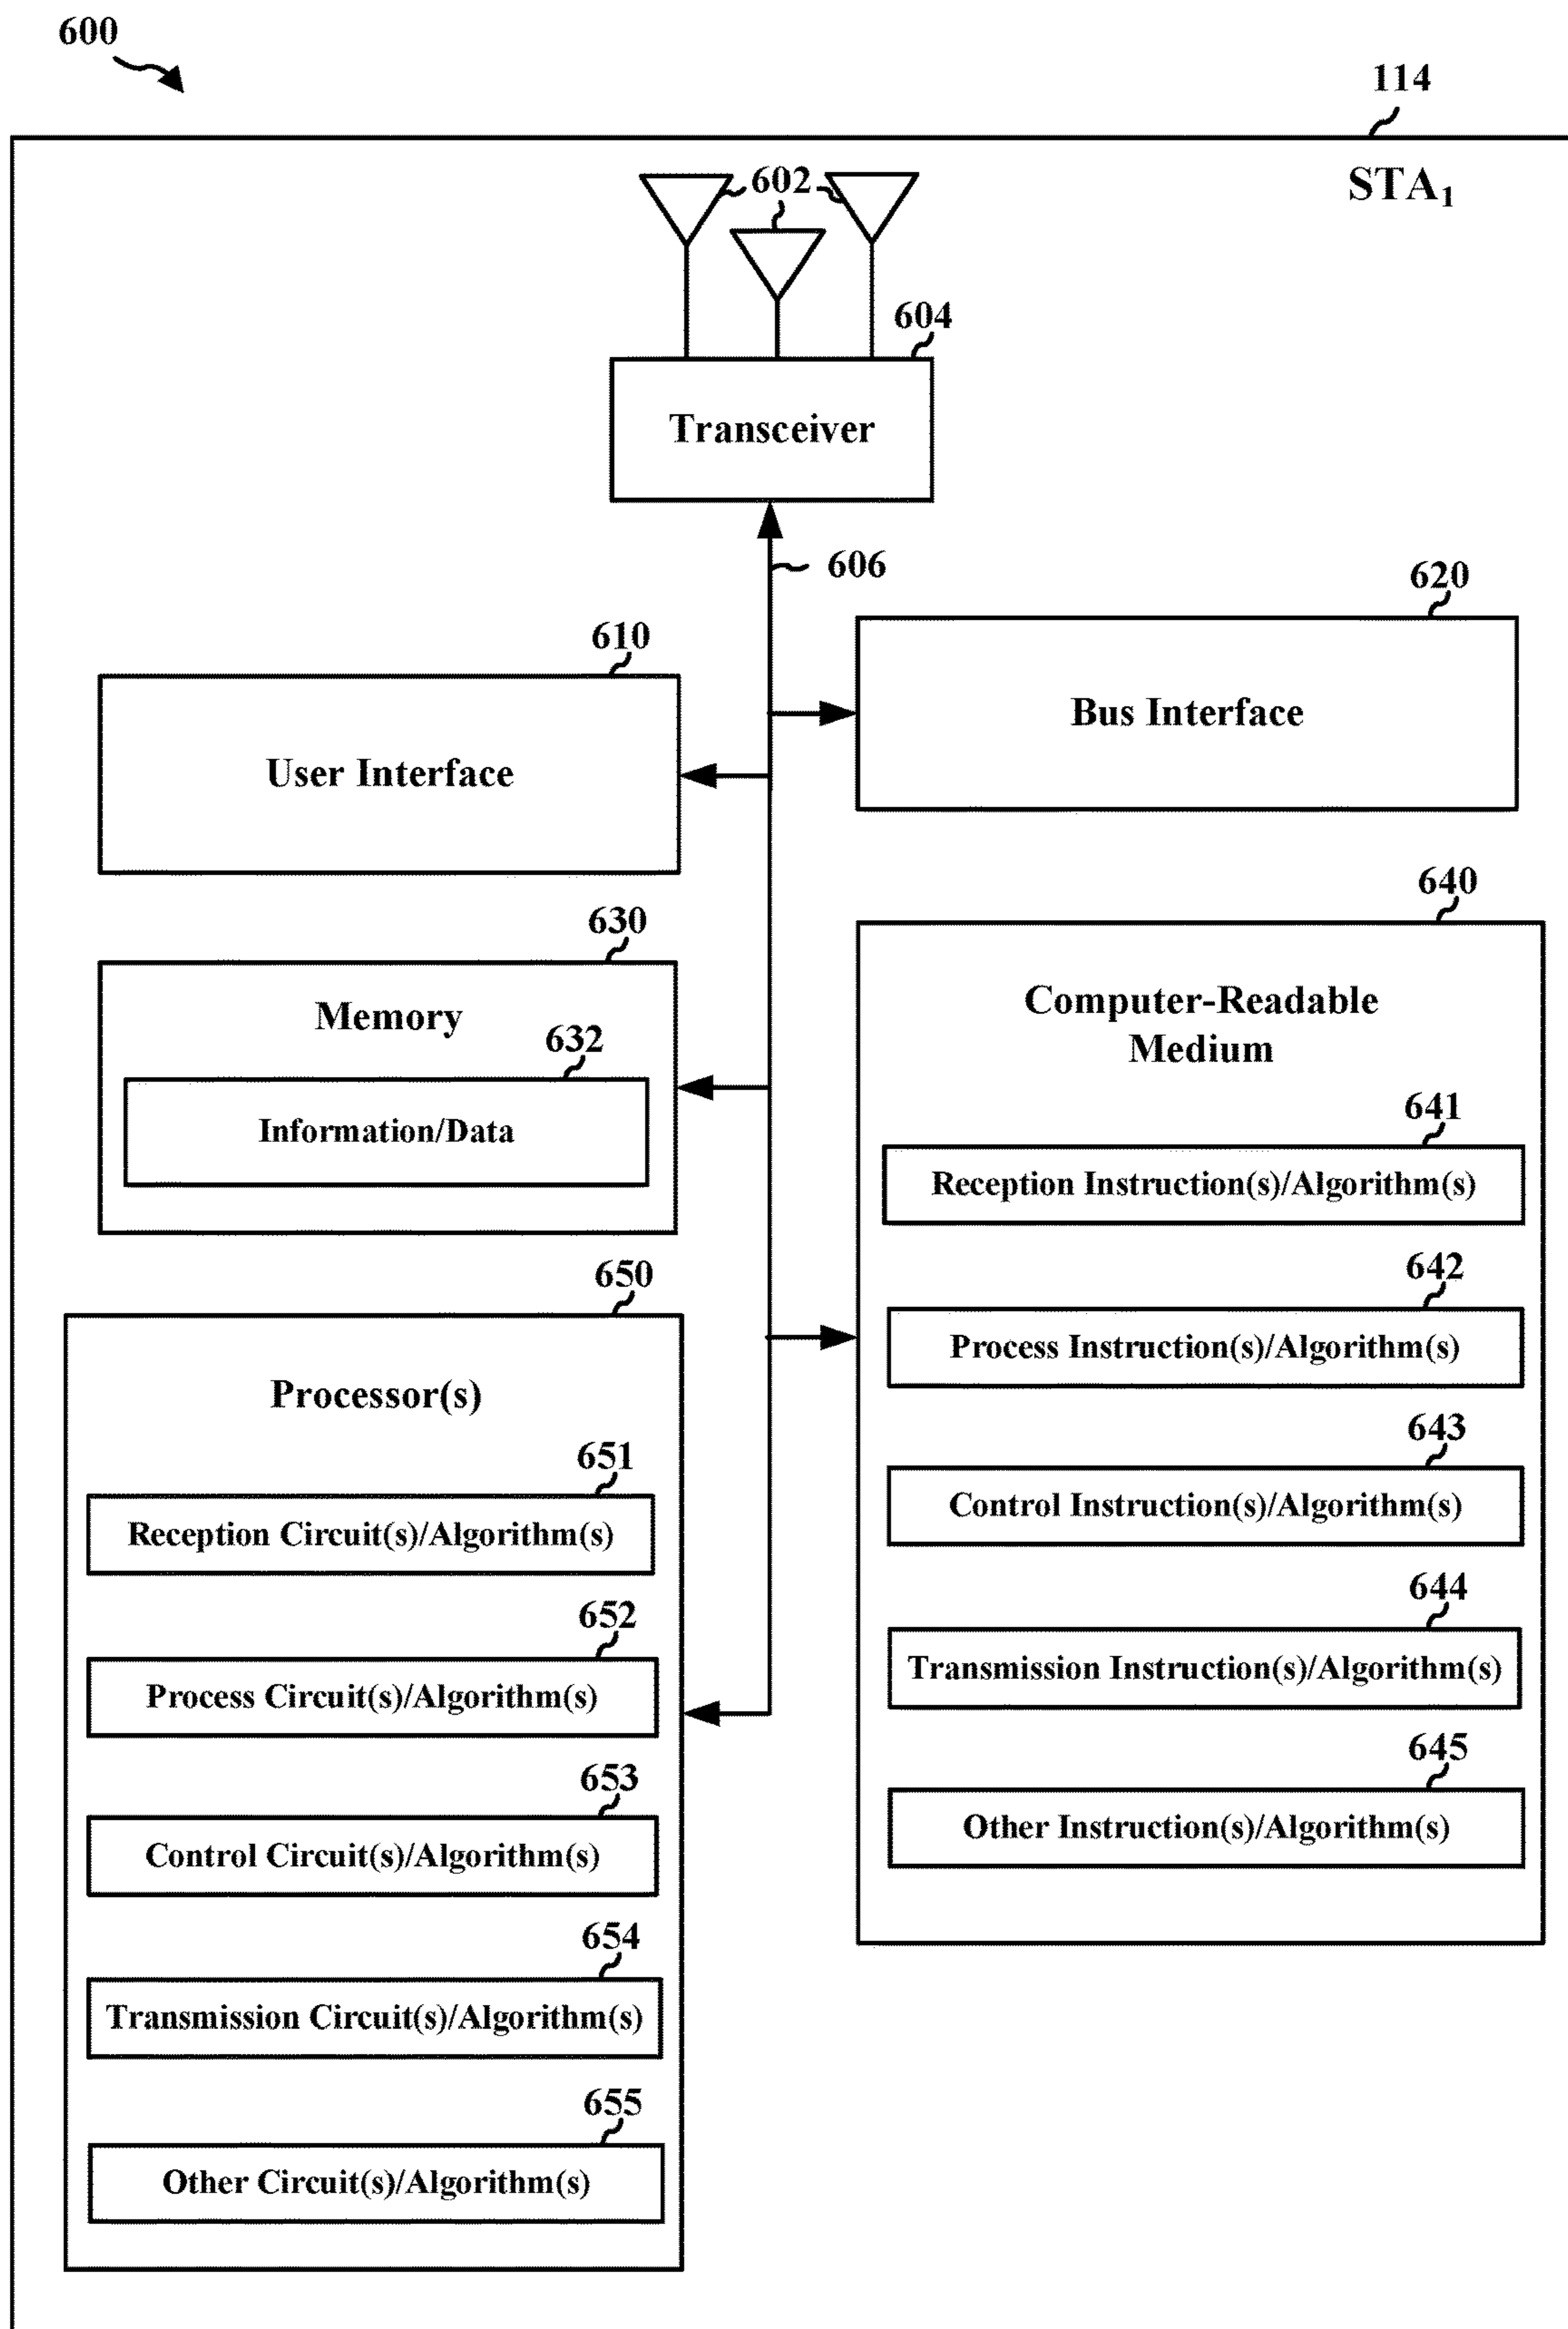 600
114
STA₁
602
604
Transceiver
606
620
Bus Interface
610
User Interface
630
Memory
632
Information/Data
640
Computer-Readable
Medium
641
Reception Instruction(s)/Algorithm(s)
642
Process Instruction(s)/Algorithm(s)
643
Control Instruction(s)/Algorithm(s)
644
Transmission Instruction(s)/Algorithm(s)
645
Other Instruction(s)/Algorithm(s)
650
Processor(s)
651
Reception Circuit(s)/Algorithm(s)
652
Process Circuit(s)/Algorithm(s)
653
Control Circuit(s)/Algorithm(s)
654
Transmission Circuit(s)/Algorithm(s)
655
Other Circuit(s)/Algorithm(s)